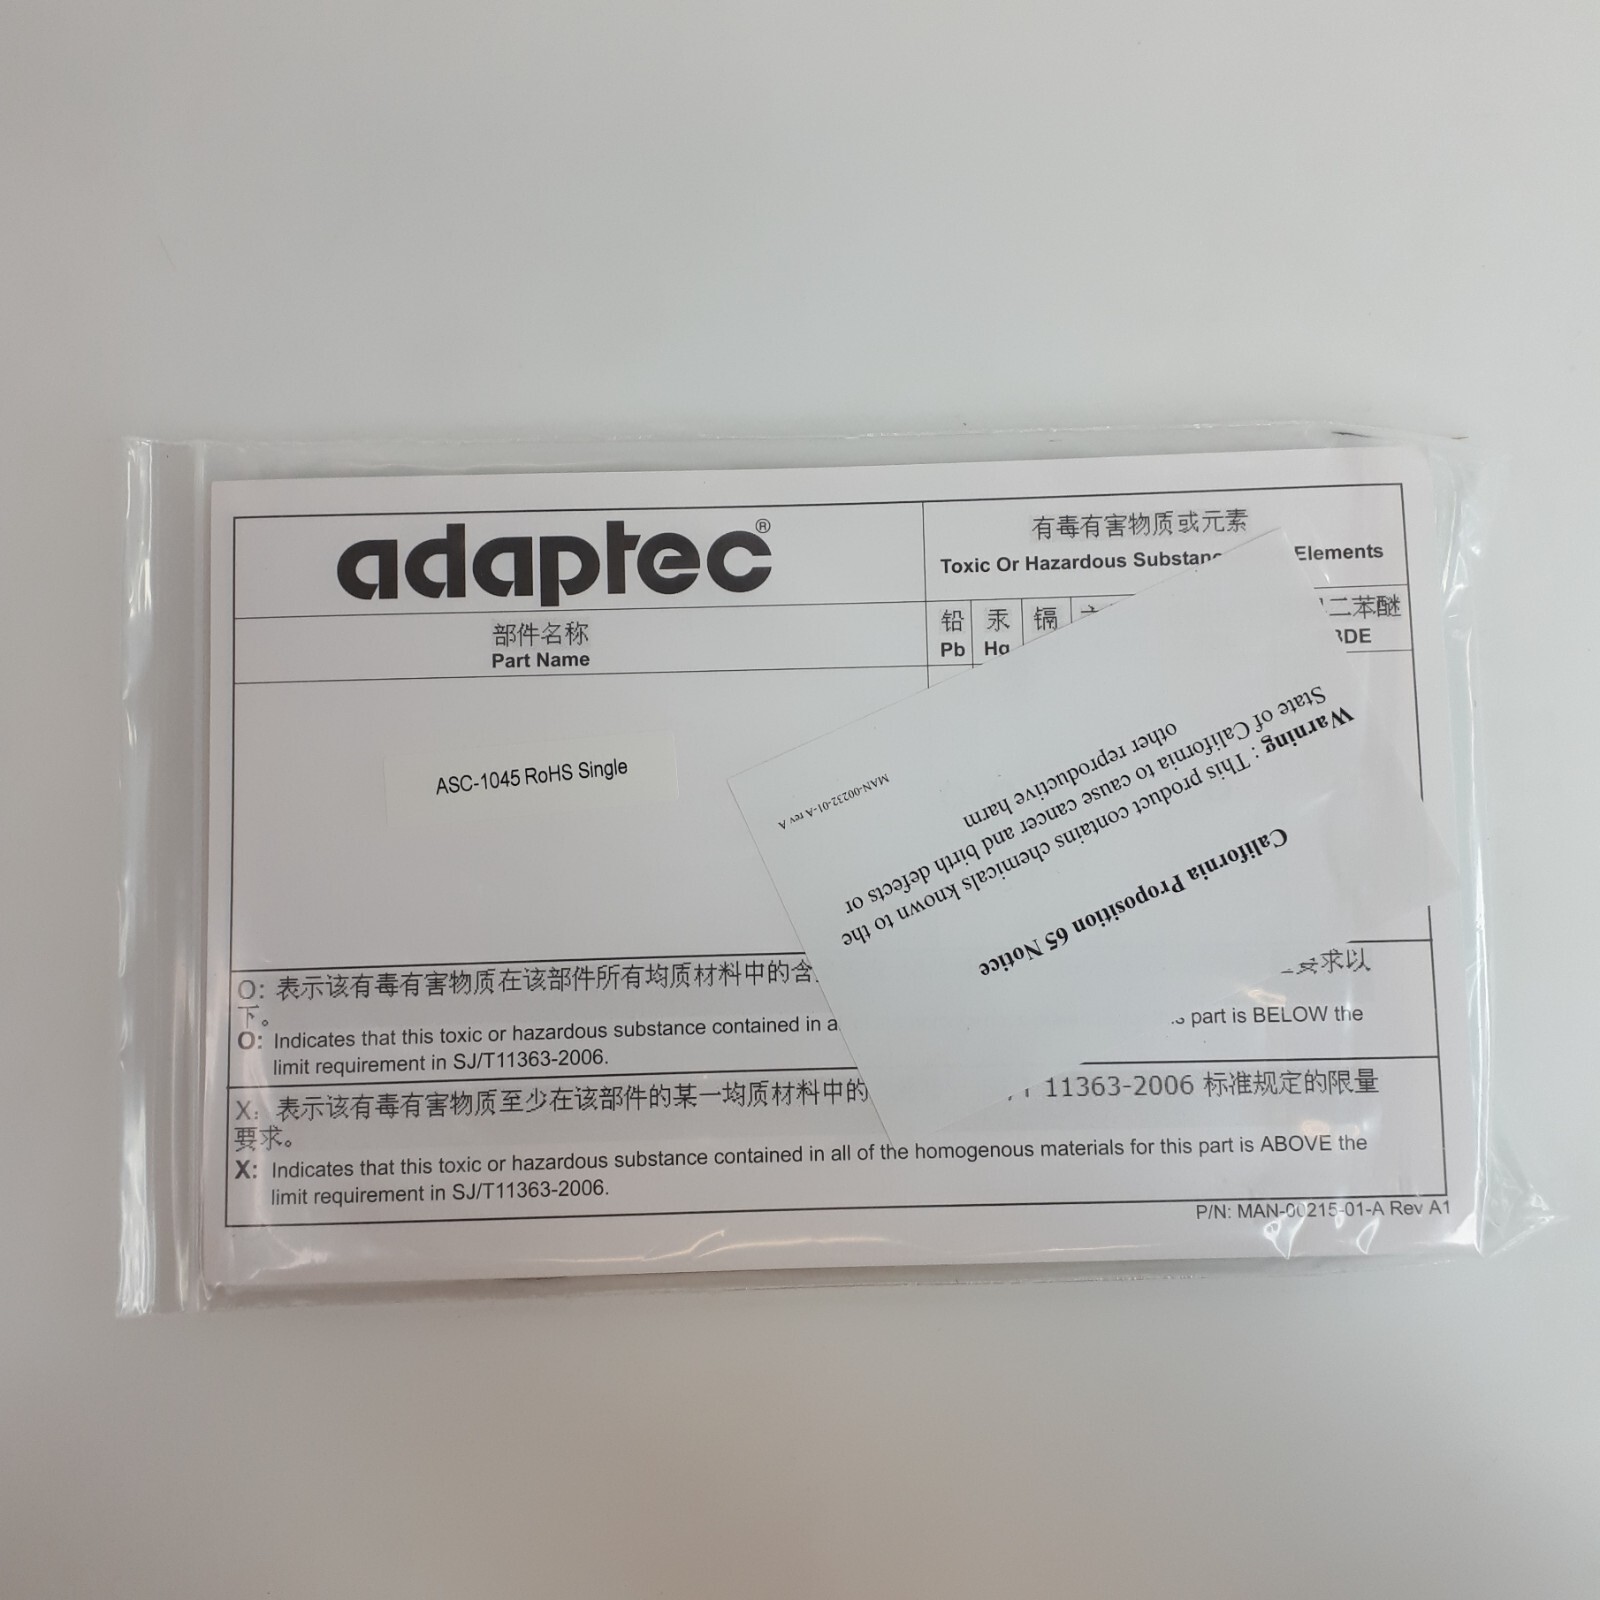 adaptec®
有毒有害物质或元素
Toxic Or Hazardous Elements
部件名称
Part Name
铅 汞 镉 二苯醚
Pb Hg
ASC-1045 RoHS Single
California Proposition 65 Notice
Warning : This product contains chemicals known to the
State of California to cause cancer and birth defects or
other reproductive harm
MAN-00232-01-A rev A
O: 表示该有毒有害物质在该部件所有均质材料中的含 求以
下。
O: Indicates that this toxic or hazardous substance contained in part is BELOW the
limit requirement in SJ/T11363-2006.
X: 表示该有毒有害物质至少在该部件的某一均质材料中的 11363-2006 标准规定的限量
要求。
X: Indicates that this toxic or hazardous substance contained in all of the homogenous materials for this part is ABOVE the
limit requirement in SJ/T11363-2006.
P/N: MAN-00215-01-A Rev A1